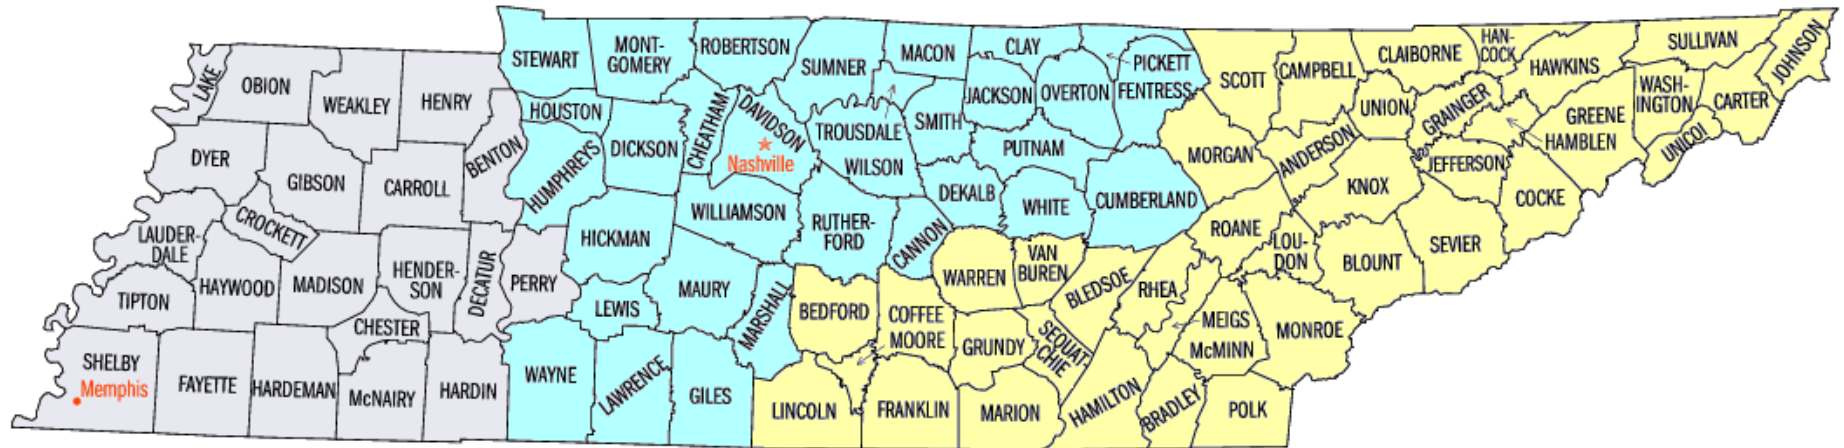 LAKE
OBION
WEAKLEY
HENRY
STEWART
MONT-
GOMERY
ROBERTSON
SUMNER
MACON
CLAY
PICKETT
SCOTT
CAMPBELL
CLAIBORNE
HAN-
COCK
HAWKINS
SULLIVAN
JOHNSON
HOUSTON
CHEATHAM
DAVIDSON
TROUSDALE
SMITH
JACKSON
OVERTON
FENTRESS
UNION
GRAINGER
GREENE
HAMBLEN
WASH-
INGTON
CARTER
UNICOI
DYER
GIBSON
CARROLL
BENTON
HUMPHREYS
DICKSON
Nashville
WILSON
PUTNAM
MORGAN
ANDERSON
JEFFERSON
KNOX
COCKE
LAUDER-
DALE
CROCKETT
HICKMAN
WILLIAMSON
RUTHER-
FORD
CANNON
DEKALB
WHITE
CUMBERLAND
ROANE
LOU-
DON
BLOUNT
SEVIER
TIPTON
HAYWOOD
MADISON
HENDER-
SON
DECATUR
PERRY
LEWIS
MAURY
MARSHALL
BEDFORD
COFFEE
MOORE
WARREN
VAN
BUREN
BLEDSOE
RHEA
MEIGS
McMINN
MONROE
CHESTER
SHELBY
Memphis
FAYETTE
HARDEMAN
McNAIRY
HARDIN
WAYNE
LAWRENCE
GILES
LINCOLN
FRANKLIN
GRUNDY
SEQUAT-
CHIE
MARION
HAMILTON
BRADLEY
POLK